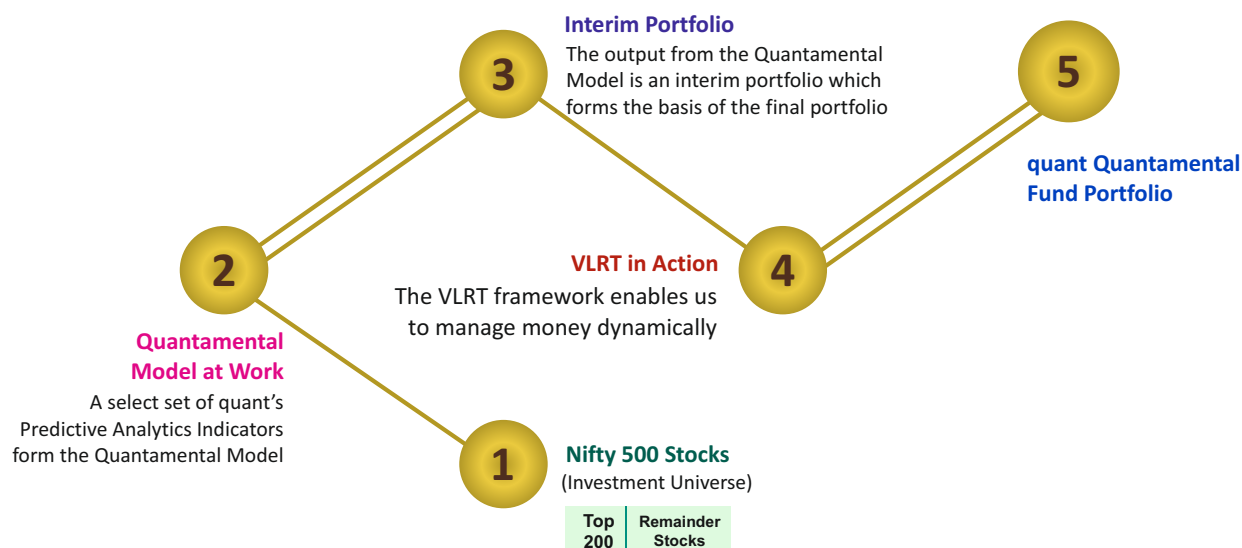 Interim Portfolio
The output from the Quantamental
Model is an interim portfolio which
forms the basis of the final portfolio
3
5
quant Quantamental
Fund Portfolio
2
Quantamental
Model at Work
A select set of quant’s
Predictive Analytics Indicators
form the Quantamental Model
VLRT in Action
The VLRT framework enables us
to manage money dynamically
4
1
Nifty 500 Stocks
(Investment Universe)
Top
200
Remainder
Stocks